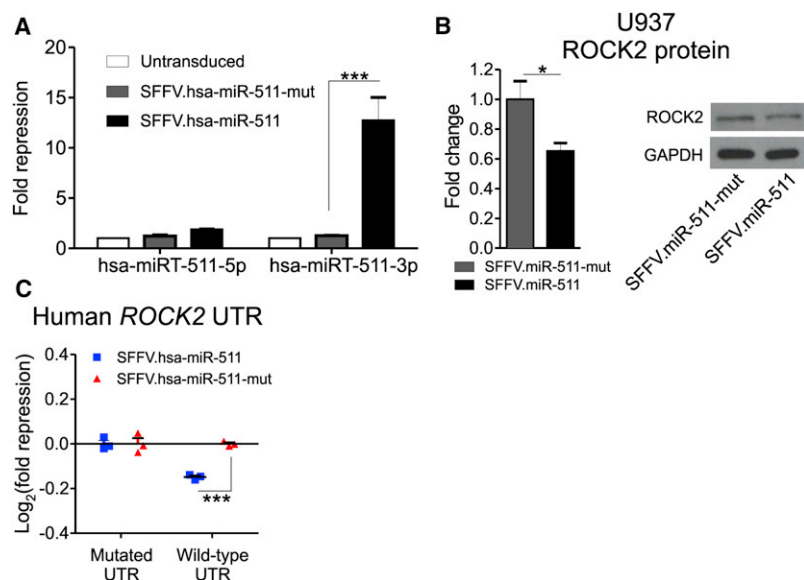 A
Fold repression
20
15
10
5
0
Untransduced
SFFV.hsa-miR-511-mut
SFFV.hsa-miR-511
***
hsa-miRT-511-5p
hsa-miRT-511-3p
B
U937
ROCK2 protein
Fold change
1.2
1.0
0.8
0.6
0.4
0.2
0.0
*
SFFV.miR-511-mut
SFFV.miR-511
ROCK2
GAPDH
SFFV.miR-511-mut
SFFV.miR-511
C
Human ROCK2 UTR
Log2(fold repression)
0.4
0.2
0.0
-0.2
-0.4
SFFV.hsa-miR-511
SFFV.hsa-miR-511-mut
***
Mutated
UTR
Wild-type
UTR